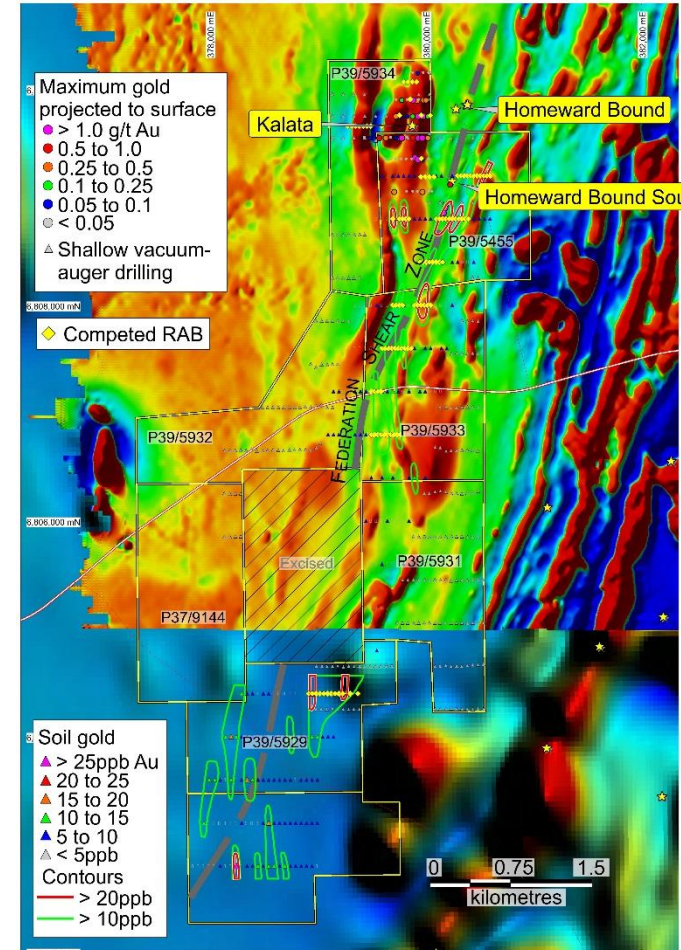 378,000 mE
380,000 mE
382,000 mE
P39/5934
Maximum gold
projected to surface
> 1.0 g/t Au
0.5 to 1.0
0.25 to 0.5
0.1 to 0.25
0.05 to 0.1
< 0.05
Shallow vacuum-
auger drilling
Kalata
Homeward Bound
Homeward Bound Sou
P39/5455
6,808,000 mN
Competed RAB
FEDERATION SHEAR ZONE
P39/5932
P39/5933
6,806,000 mN
Excised
P39/5931
P37/9144
P39/5929
Soil gold
> 25ppb Au
20 to 25
15 to 20
10 to 15
5 to 10
< 5ppb
Contours
> 20ppb
> 10ppb
0 0.75 1.5
kilometres